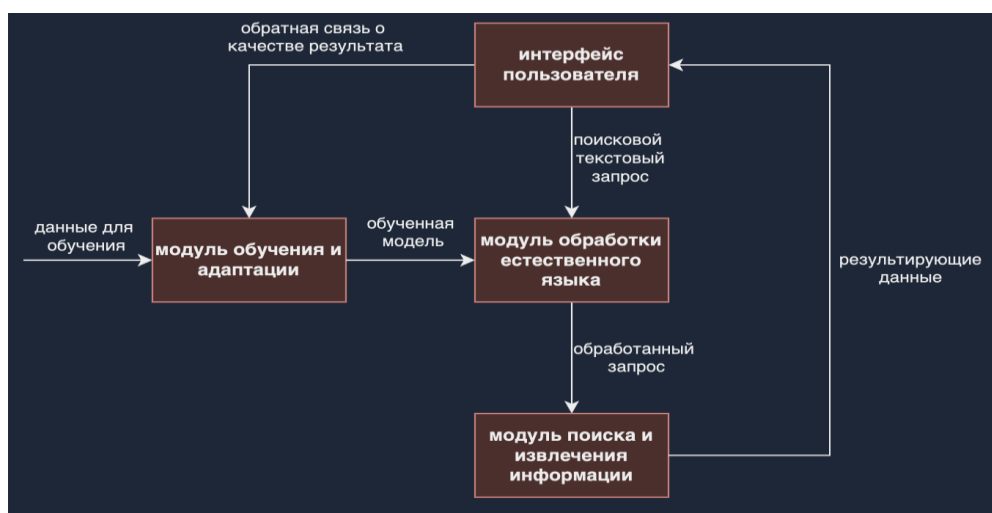 обратная связь о
качестве результата
интерфейс
пользователя
поисковой
текстовый
запрос
данные для
обучения
модуль обучения и
адаптации
обученная
модель
модуль обработки
естественного
языка
результирующие
данные
обработанный
запрос
модуль поиска и
извлечения
информации